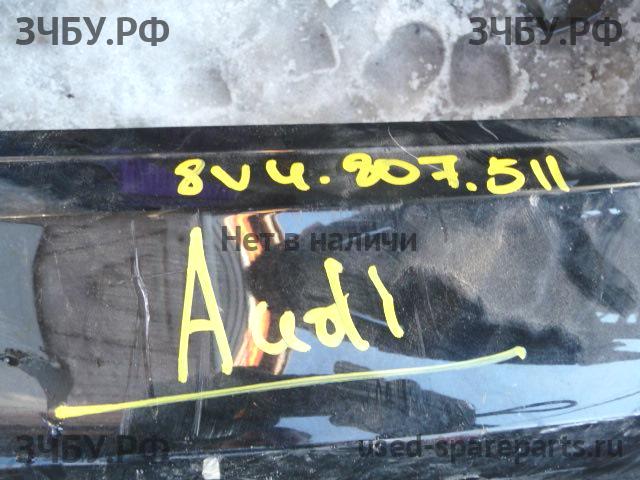 ЗЧБУ.РФ
ЗЧБУ.РФ
8V4.807.511
Нет в наличи
Audi
ЗЧБУ.РФ
used-spareparts.ru